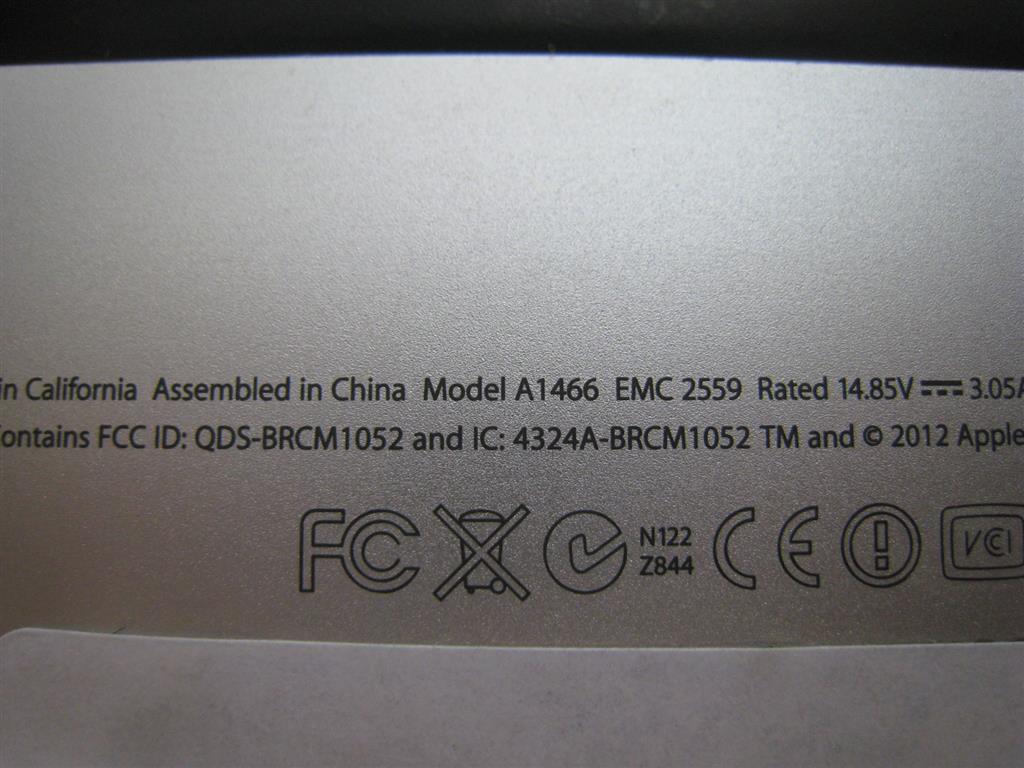 in California Assembled in China Model A1466 EMC 2559 Rated 14.85V ⎓ 3.05A
ontains FCC ID: QDS-BRCM1052 and IC: 4324A-BRCM1052 TM and © 2012 Apple
FC N122 CE VCI
Z844